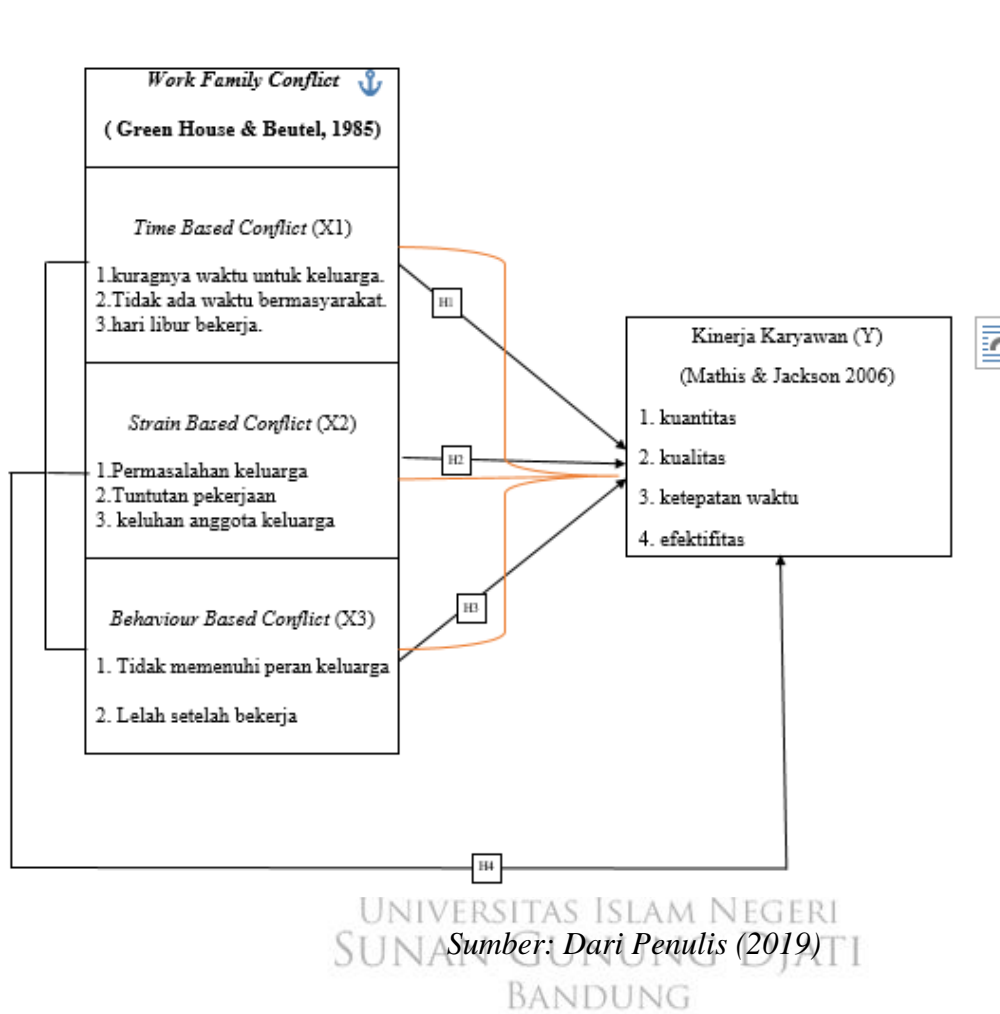 Work Family Conflict
( Green House & Beutel, 1985)
Time Based Conflict (X1)
1.kuragnya waktu untuk keluarga.
2.Tidak ada waktu bermasyarakat.
3.hari libur bekerja.
Strain Based Conflict (X2)
1.Permasalahan keluarga
2.Tuntutan pekerjaan
3. keluhan anggota keluarga
Behaviour Based Conflict (X3)
1. Tidak memenuhi peran keluarga
2. Lelah setelah bekerja
H1
H2
H3
Kinerja Karyawan (Y)
(Mathis & Jackson 2006)
1. kuantitas
2. kualitas
3. ketepatan waktu
4. efektifitas
H4
UNIVERSITAS ISLAM NEGERI
SUNAN GUNUNG DJATI
BANDUNG
Sumber: Dari Penulis (2019)